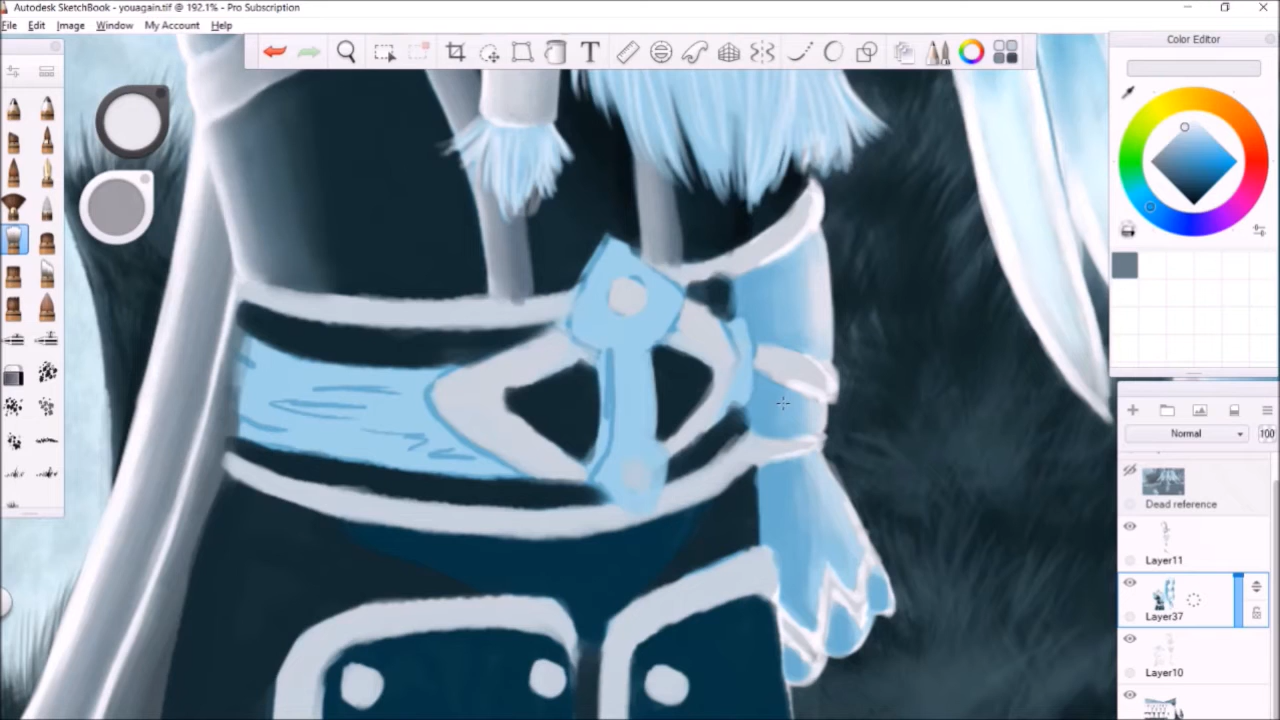 Autodesk SketchBook - youagain.tif @ 192.1% - Pro Subscription
File Edit Image Window My Account Help
T
Color Editor
Normal 100
Dead reference
Layer11
Layer37
Layer10